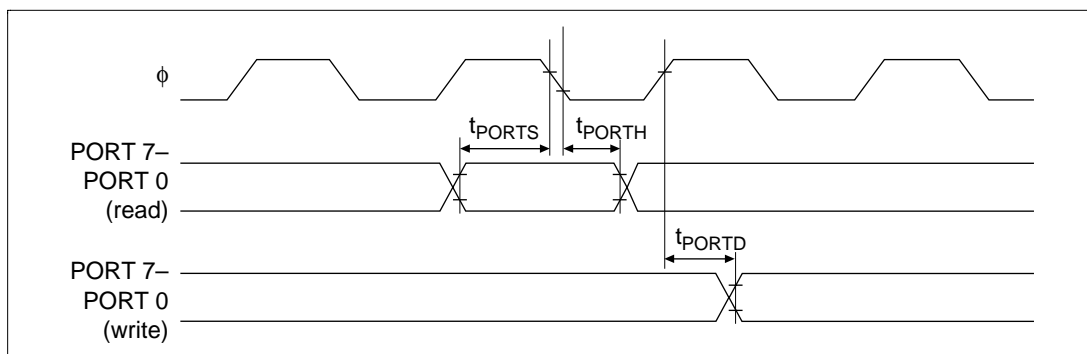 ϕ
tPORTS
tPORTH
PORT 7–
PORT 0
(read)
tPORTD
PORT 7–
PORT 0
(write)